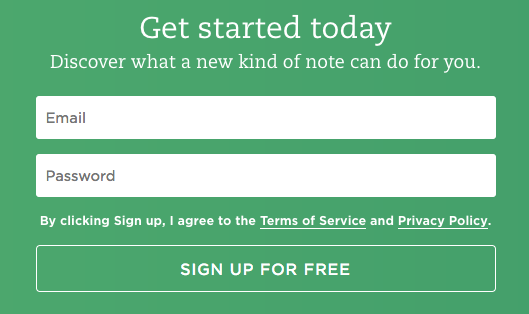 Get started today
Discover what a new kind of note can do for you.
Email
Password
By clicking Sign up, I agree to the Terms of Service and Privacy Policy.
SIGN UP FOR FREE